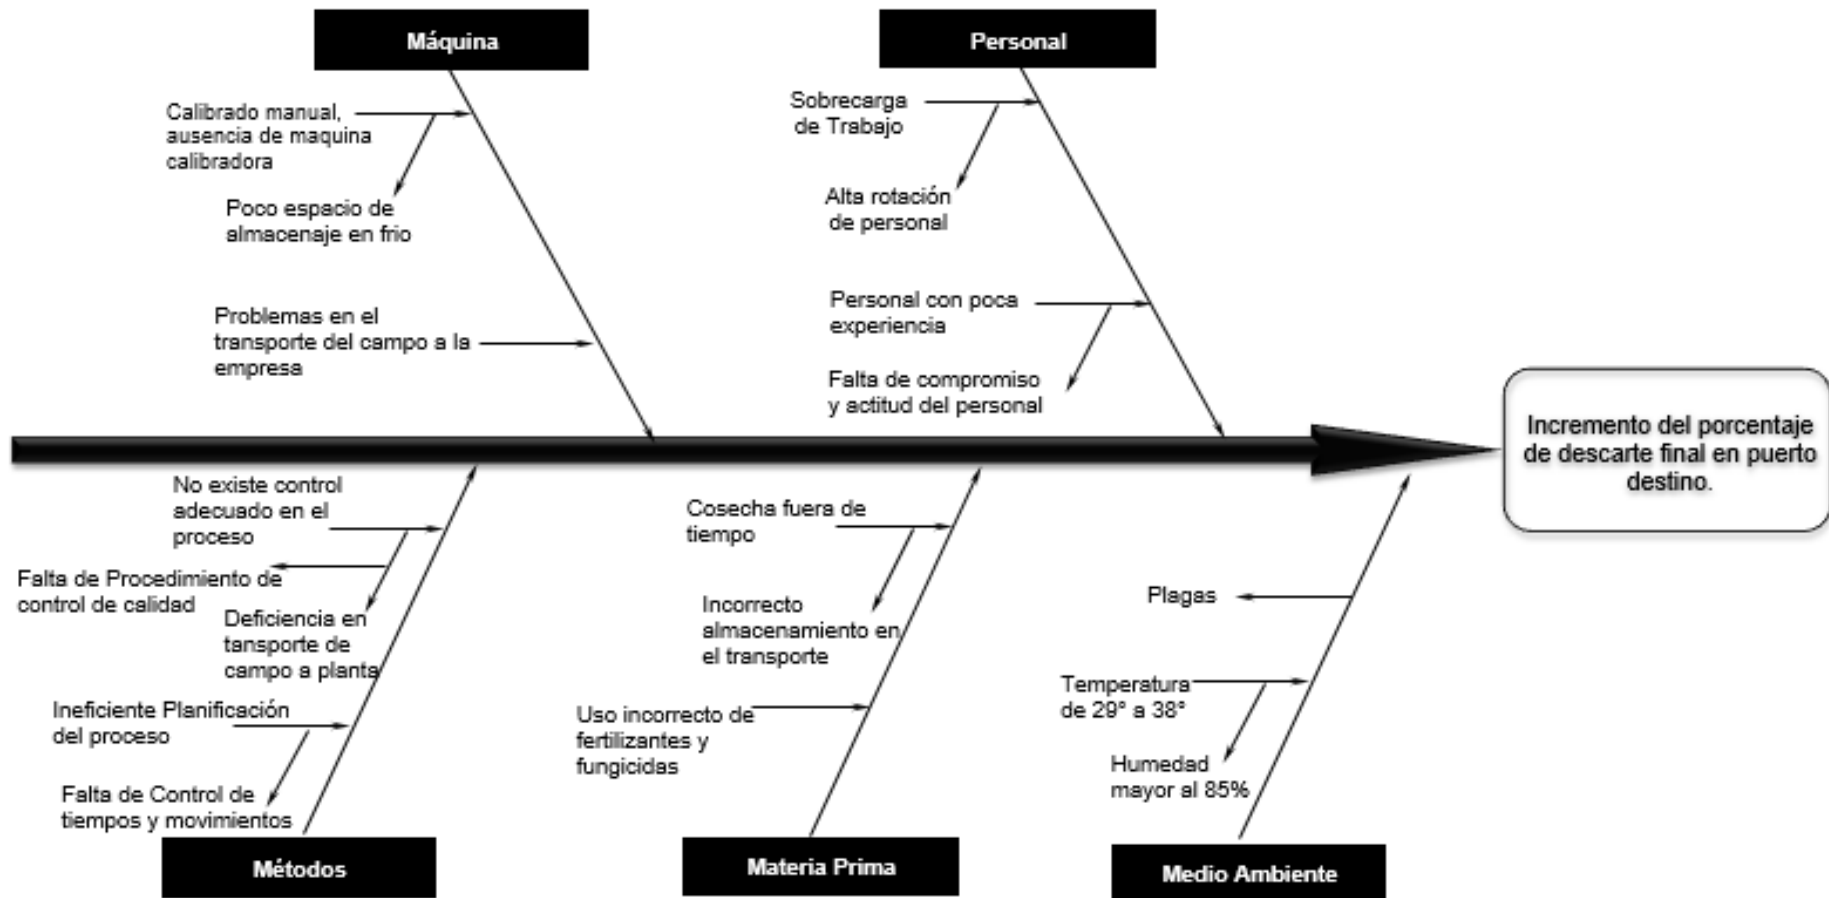 Máquina
Personal
Calibrado manual,
ausencia de maquina
calibradora
Poco espacio de
almacenaje en frio
Problemas en el
transporte del campo a la
empresa
Sobrecarga
de Trabajo
Alta rotación
de personal
Personal con poca
experiencia
Falta de compromiso
y actitud del personal
Incremento del porcentaje
de descarte final en puerto
destino.
No existe control
adecuado en el
proceso
Falta de Procedimiento de
control de calidad
Deficiencia en
tansporte de
campo a planta
Ineficiente Planificación
del proceso
Falta de Control de
tiempos y movimientos
Cosecha fuera de
tiempo
Incorrecto
almacenamiento en
el transporte
Uso incorrecto de
fertilizantes y
fungicidas
Plagas
Temperatura
de 29° a 38°
Humedad
mayor al 85%
Métodos
Materia Prima
Medio Ambiente